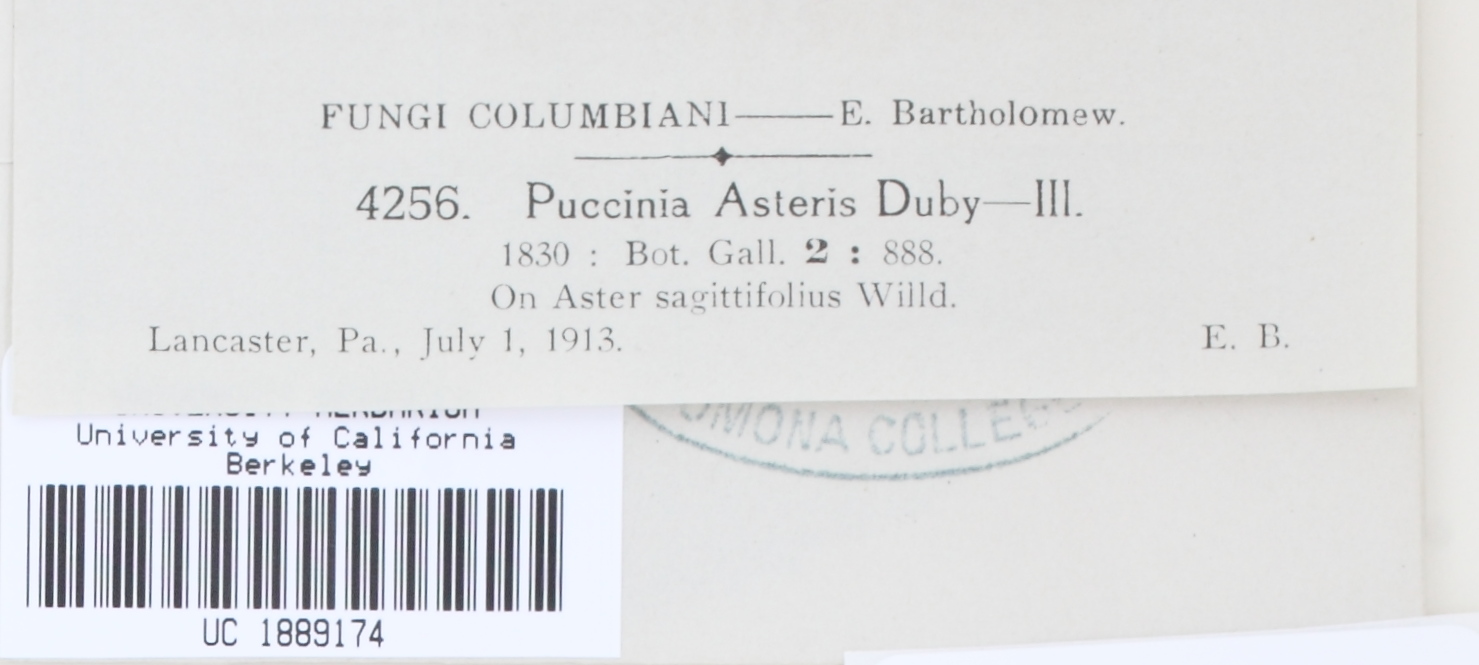 FUNGI COLUMBIANI——E. Bartholomew.
4256. Puccinia Asteris Duby—III.
1830 : Bot. Gall. 2 : 888.
On Aster sagittifolius Willd.
Lancaster, Pa., July 1, 1913. E. B.
University of California
Berkeley
UC 1889174
COLLEGE